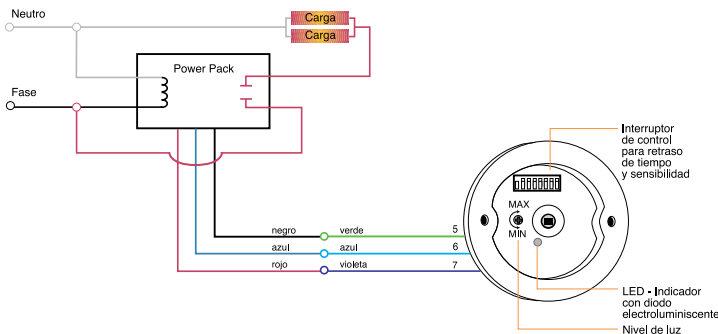 Neutro
Carga
Carga
Power Pack
Fase
Interruptor
de control
para retraso
de tiempo
y sensibilidad
MAX
MIN
negro verde 5
azul azul 6
rojo violeta 7
LED - Indicador
con diodo
electroluminiscente
Nivel de luz